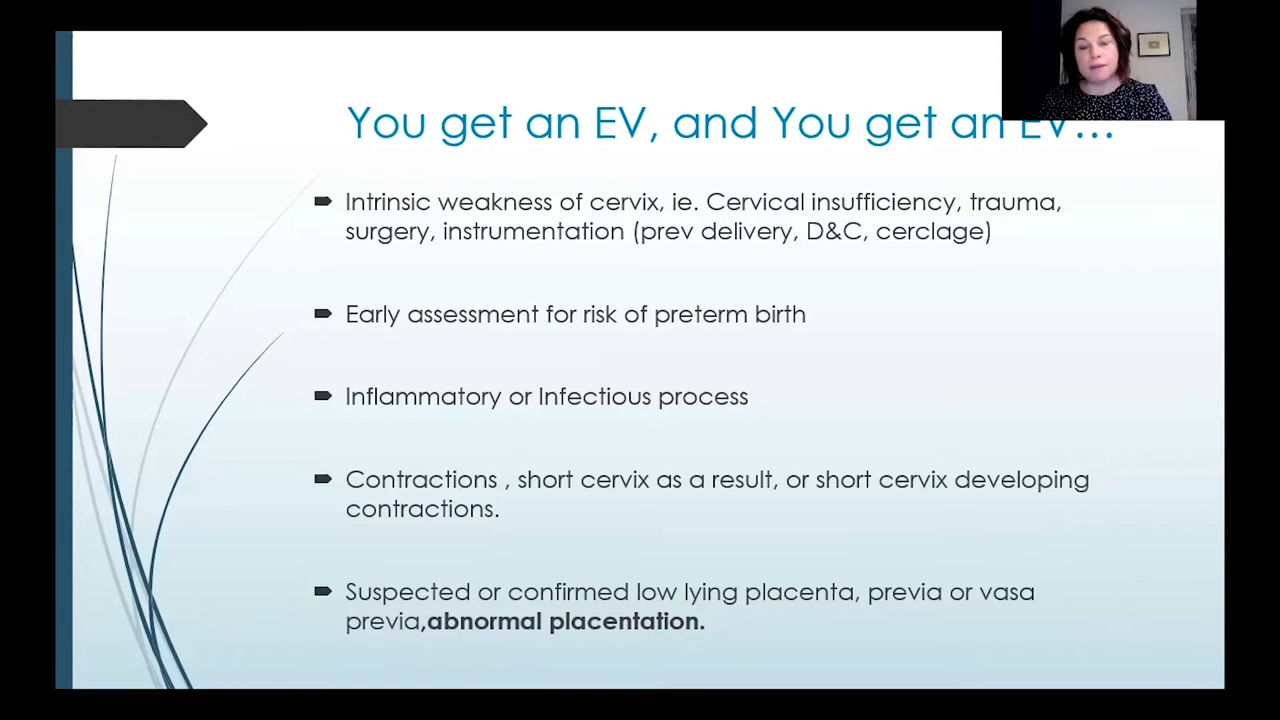 You get an EV, and You get an EV...
Intrinsic weakness of cervix, ie. Cervical insufficiency, trauma,
surgery, instrumentation (prev delivery, D&C, cerclage)
Early assessment for risk of preterm birth
Inflammatory or Infectious process
Contractions , short cervix as a result, or short cervix developing
contractions.
Suspected or confirmed low lying placenta, previa or vasa
previa,abnormal placentation.